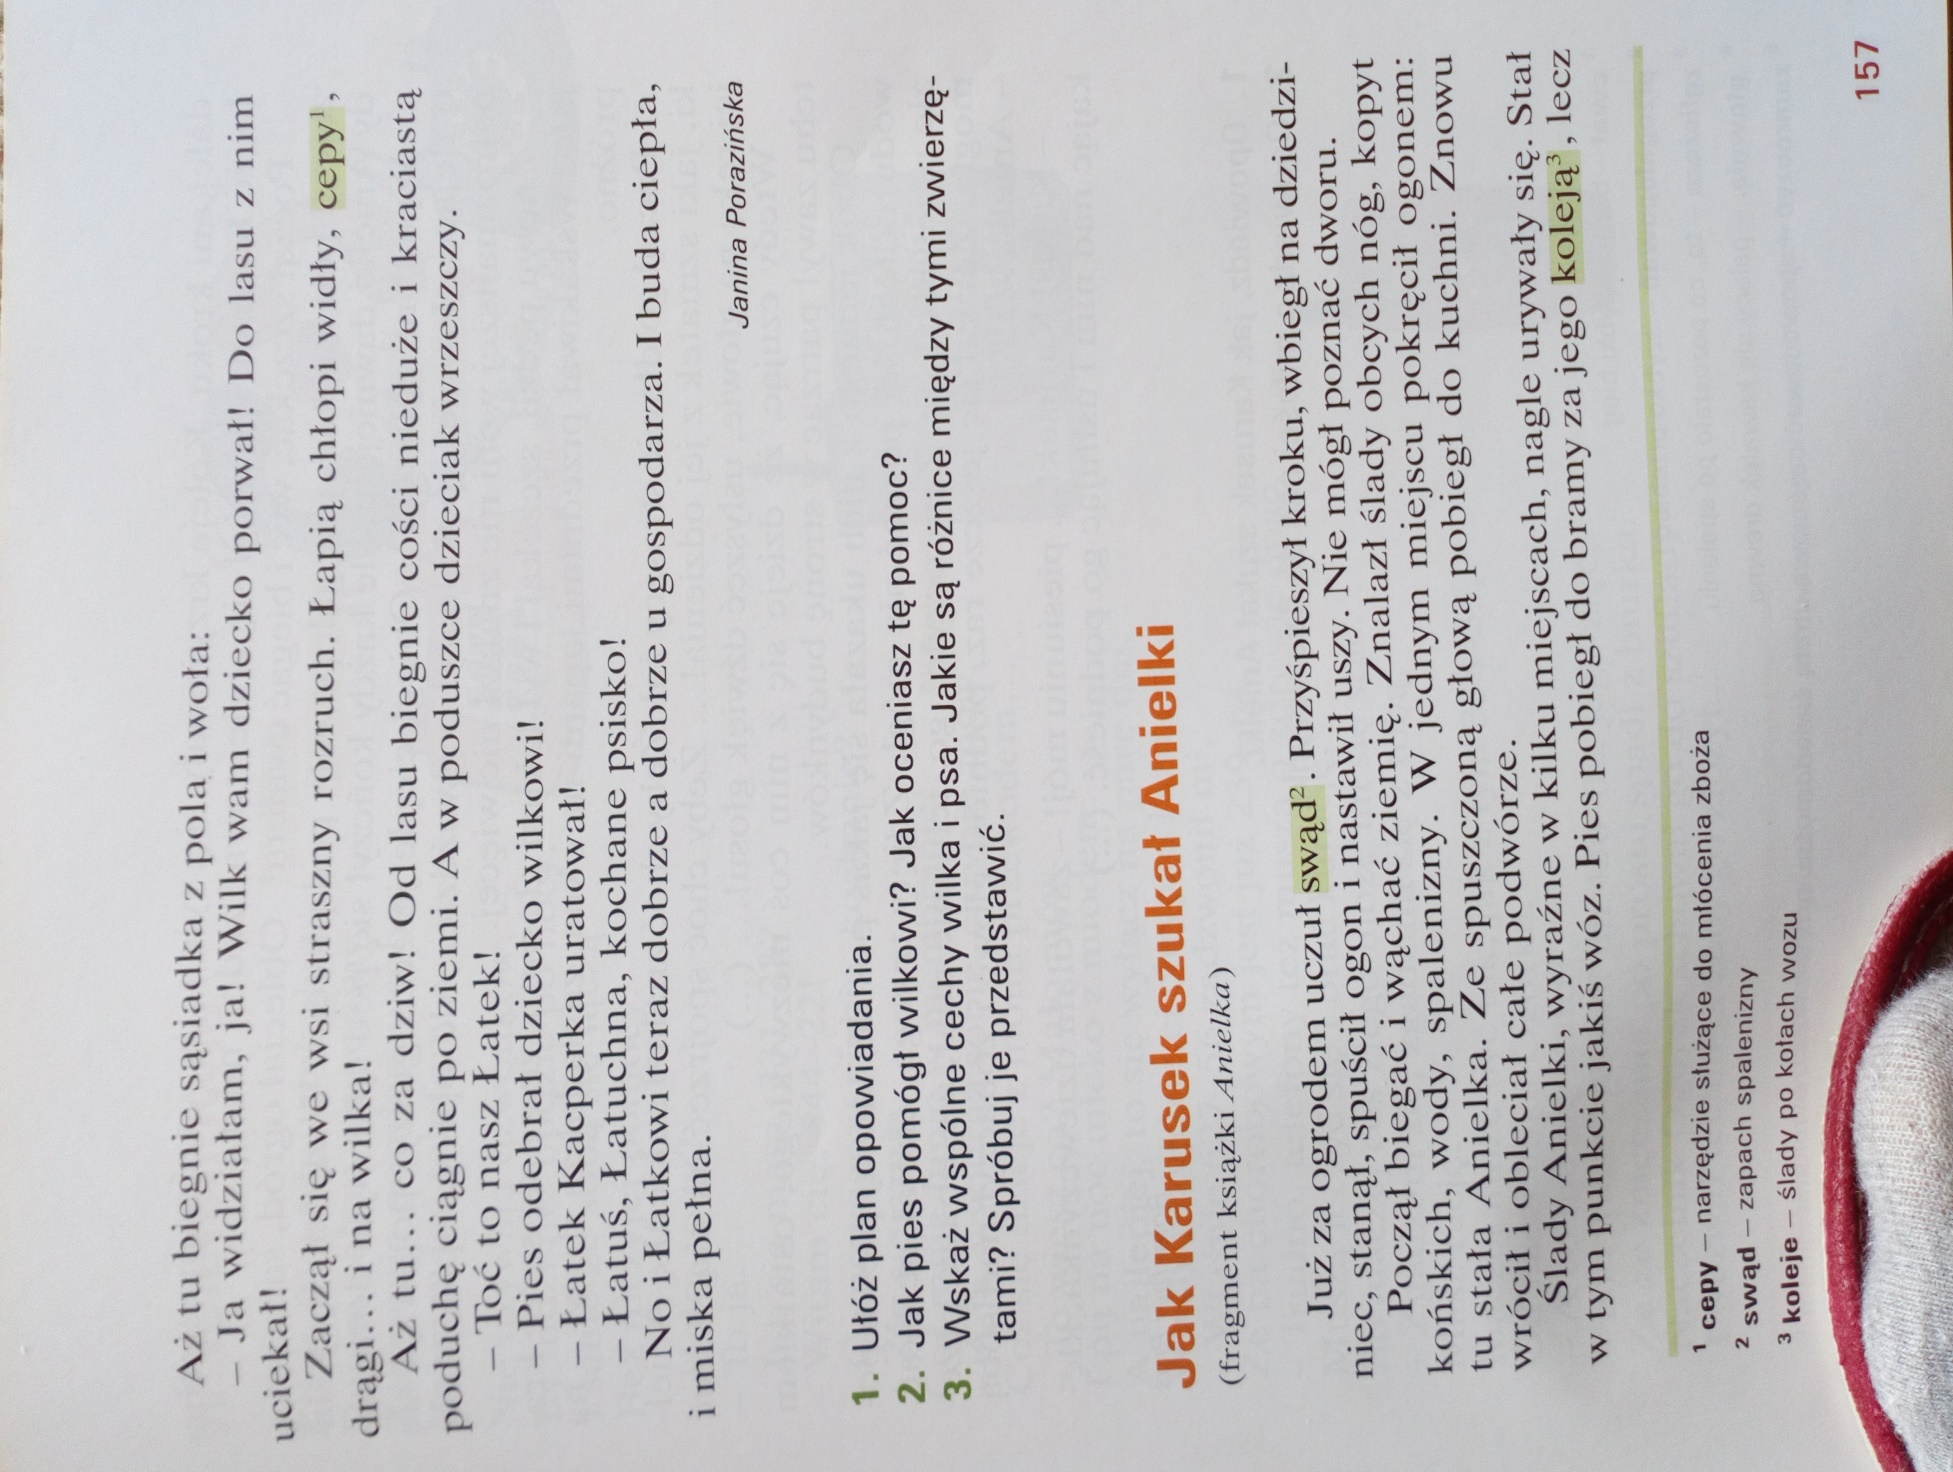 Aż tu biegnie sąsiadka z pola i woła:
– Ja widziałam, ja! Wilk wam dziecko porwał! Do lasu z nim
uciekał!
Zaczął się we wsi straszny rozruch. Łapią chłopi widły, cepy¹,
drągi... i na wilka!
Aż tu... co za dziw! Od lasu biegnie cości nieduże i kraciastą
poduchę ciągnie po ziemi. A w poduszce dzieciak wrzeszczy.
– Toć to nasz Łatek!
– Pies odebrał dziecko wilkowi!
– Łatek Kacperka uratował!
– Łatuś, Łatuchna, kochane psisko!
No i Łatkowi teraz dobrze a dobrze u gospodarza. I buda ciepła,
i miska pełna.
Janina Porazińska
1. Ułóż plan opowiadania.
2. Jak pies pomógł wilkowi? Jak oceniasz tę pomoc?
3. Wskaż wspólne cechy wilka i psa. Jakie są różnice między tymi zwierzę-
tami? Spróbuj je przedstawić.
Jak Karusek szukał Anielki
(fragment książki Anielka)
Już za ogrodem uczuł swąd². Przyśpieszył kroku, wbiegł na dziedzi-
niec, stanął, spuścił ogon i nastawił uszy. Nie mógł poznać dworu.
Począł biegać i wąchać ziemię. Znalazł ślady obcych nóg, kopyt
końskich, wody, spalenizny. W jednym miejscu pokręcił ogonem:
tu stała Anielka. Ze spuszczoną głową pobiegł do kuchni. Znowu
wrócił i obleciał całe podwórze.
Ślady Anielki, wyraźne w kilku miejscach, nagle urywały się. Stał
w tym punkcie jakiś wóz. Pies pobiegł do bramy za jego koleją³, lecz
¹ cepy – narzędzie służące do młócenia zboża
² swąd – zapach spalenizny
³ koleje – ślady po kołach wozu
157